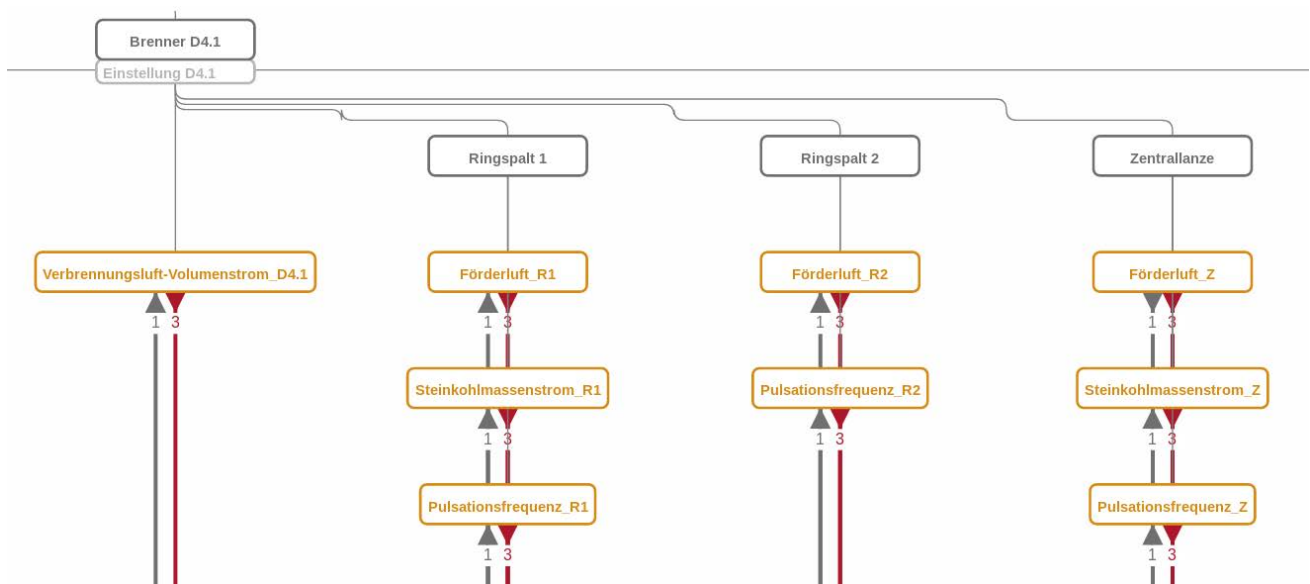 Brenner D4.1
Einstellung D4.1
Ringspalt 1
Ringspalt 2
Zentrallanze
Verbrennungsluft-Volumenstrom_D4.1
Förderluft_R1
Förderluft_R2
Förderluft_Z
1 3
1 3
1 3
1 3
Steinkohlmassenstrom_R1
Pulsationsfrequenz_R2
Steinkohlmassenstrom_Z
1 3
1 3
1 3
Pulsationsfrequenz_R1
Pulsationsfrequenz_Z
1 3
1 3